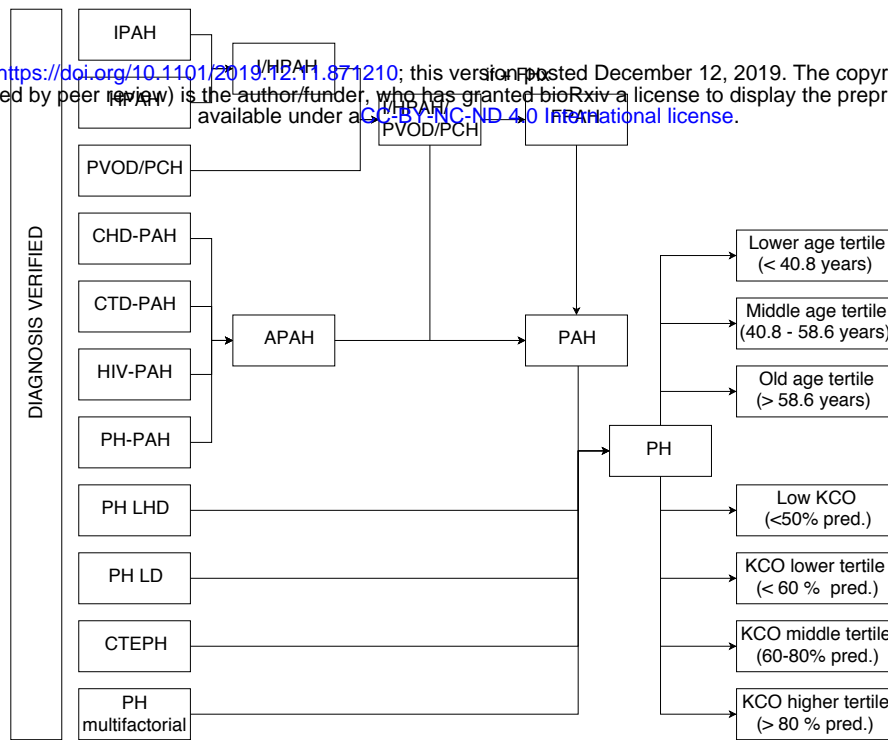 IPAH
I/HPAH
https://doi.org/10.1101/2019.12.11.871210; this version posted December 12, 2019. The copyr
if + FHx
HPAH
ed by peer review) is the author/funder, who has granted bioRxiv a license to display the prepr
available under aCC-BY-NC-ND 4.0 International license.
I/HPAH/
PVOD/PCH
FPAH
PVOD/PCH
DIAGNOSIS VERIFIED
CHD-PAH
CTD-PAH
HIV-PAH
PH-PAH
APAH
PAH
PH LHD
PH LD
CTEPH
PH
multifactorial
PH
Lower age tertile
(< 40.8 years)
Middle age tertile
(40.8 - 58.6 years)
Old age tertile
(> 58.6 years)
Low KCO
(<50% pred.)
KCO lower tertile
(< 60 % pred.)
KCO middle tertile
(60-80% pred.)
KCO higher tertile
(> 80 % pred.)